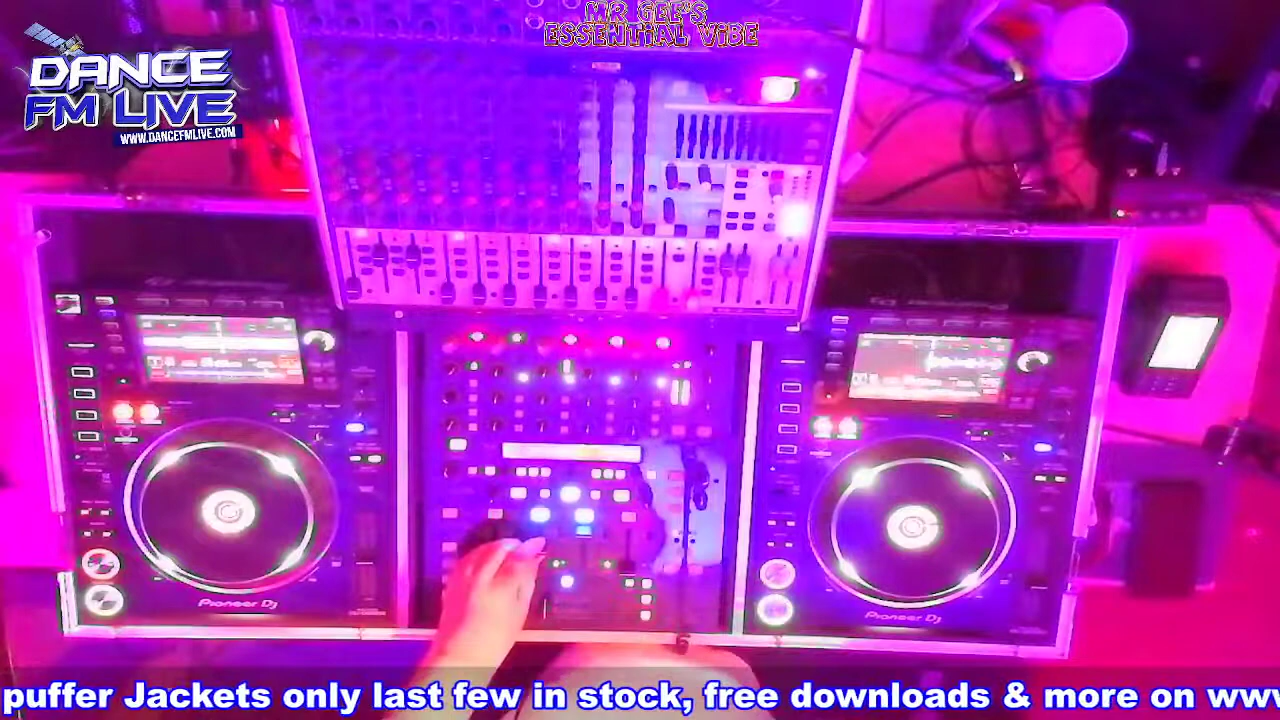 MR GEE'S
ESSENTIAL VIBE
DANCE
FM LIVE
WWW.DANCEFMLIVE.COM
Pioneer Dj
Pioneer Dj
puffer Jackets only last few in stock, free downloads & more on www